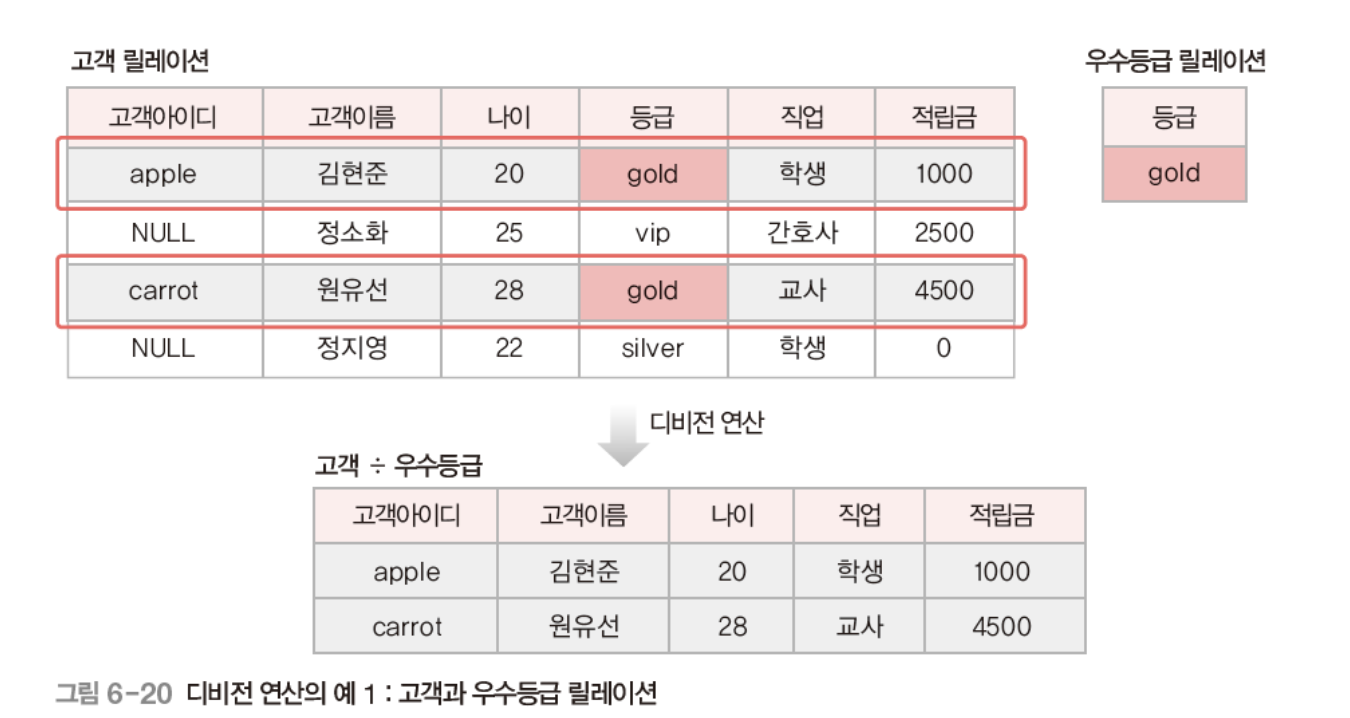 고객 릴레이션
우수등급 릴레이션
고객아이디 고객이름 나이 등급 직업 적립금
등급
apple 김현준 20 gold 학생 1000
gold
NULL 정소화 25 vip 간호사 2500
carrot 원유선 28 gold 교사 4500
NULL 정지영 22 silver 학생 0
디비전 연산
고객 ÷ 우수등급
고객아이디 고객이름 나이 직업 적립금
apple 김현준 20 학생 1000
carrot 원유선 28 교사 4500
그림 6-20 디비전 연산의 예 1 : 고객과 우수등급 릴레이션